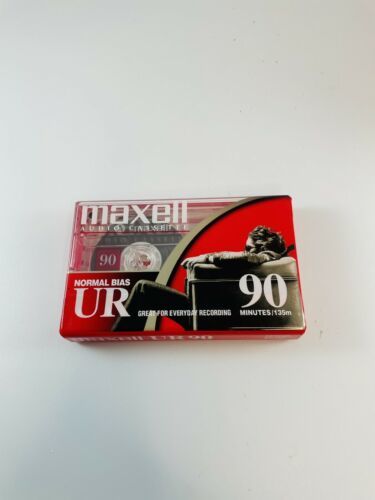 maxell
AUDIO CASSETTE
90
NORMAL BIAS
UR
GREAT FOR EVERYDAY RECORDING
90
MINUTES/135m
maxell UR 90